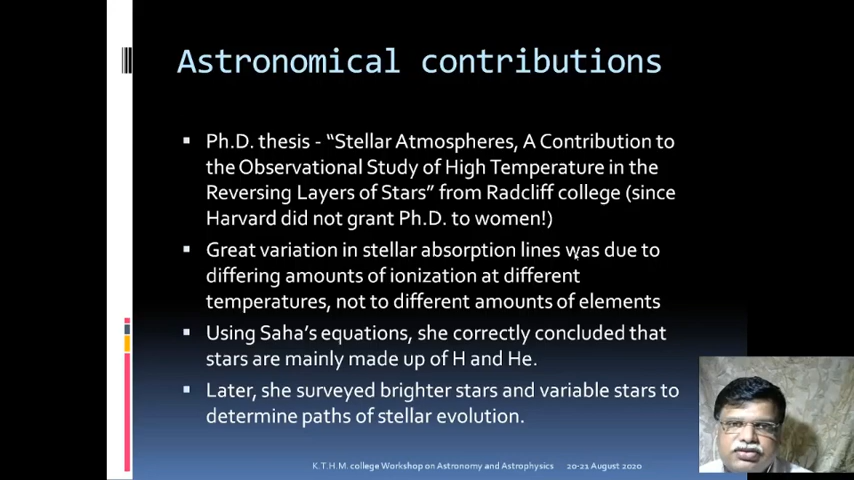 Astronomical contributions
Ph.D. thesis - “Stellar Atmospheres, A Contribution to
the Observational Study of High Temperature in the
Reversing Layers of Stars” from Radcliff college (since
Harvard did not grant Ph.D. to women!)
Great variation in stellar absorption lines was due to
differing amounts of ionization at different
temperatures, not to different amounts of elements
Using Saha’s equations, she correctly concluded that
stars are mainly made up of H and He.
Later, she surveyed brighter stars and variable stars to
determine paths of stellar evolution.
K.T.H.M. college Workshop on Astronomy and Astrophysics 20-21 August 2020